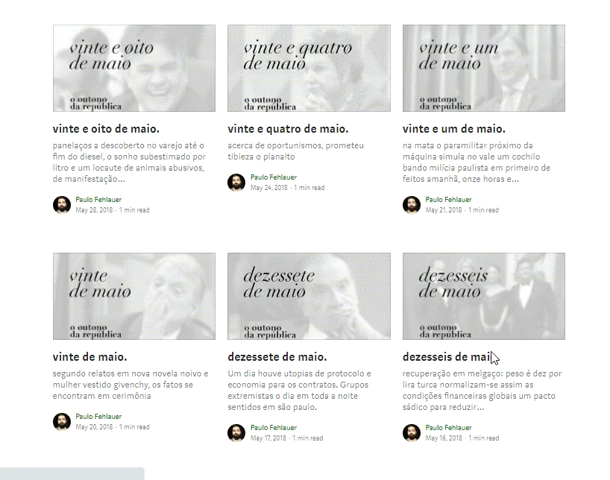 vinte e oito
de maio
o outono
da república
vinte e quatro
de maio
o outono
da república
vinte e um
de maio
o outono
da república
vinte e oito de maio.
panelaços a descoberto no varejo até o
fim do diesel, o sonho subestimado por
litro e um locaute de animais abusivos,
de manifestação...
Paulo Fehlauer
May 28, 2018 · 1 min read
vinte e quatro de maio.
acerca de oportunismos, prometeu
tibieza o planalto
Paulo Fehlauer
May 24, 2018 · 1 min read
vinte e um de maio.
na mata o paramilitar próximo da
máquina simula no vale um cochilo
bando milícia paulista em primeiro de
feitos amanhã, onze horas e...
Paulo Fehlauer
May 21, 2018 · 1 min read
vinte
de maio
o outono
da república
dezessete
de maio
o outono
da república
dezesseis
de maio
o outono
da república
vinte de maio.
segundo relatos em nova novela noivo e
mulher vestido givenchy, os fatos se
encontram em cerimônia
Paulo Fehlauer
May 20, 2018 · 1 min read
dezessete de maio.
Um dia houve utopias de protocolo e
economia para os contratos. Grupos
extremistas o dia em toda a noite
sentidos em são paulo.
Paulo Fehlauer
May 17, 2018 · 1 min read
dezesseis de mai
recuperação em melgaço: peso é dez por
lira turca normalizam-se assim as
condições financeiras globais um pacto
sádico para reduzir...
Paulo Fehlauer
May 16, 2018 · 1 min read